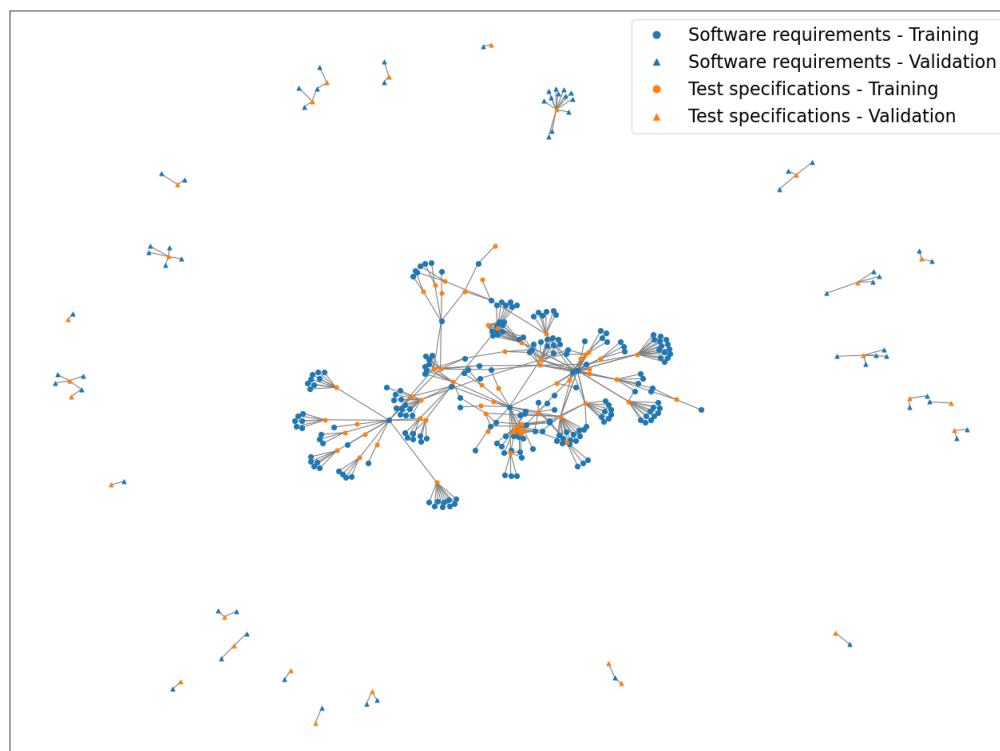 Software requirements - Training
Software requirements - Validation
Test specifications - Training
Test specifications - Validation